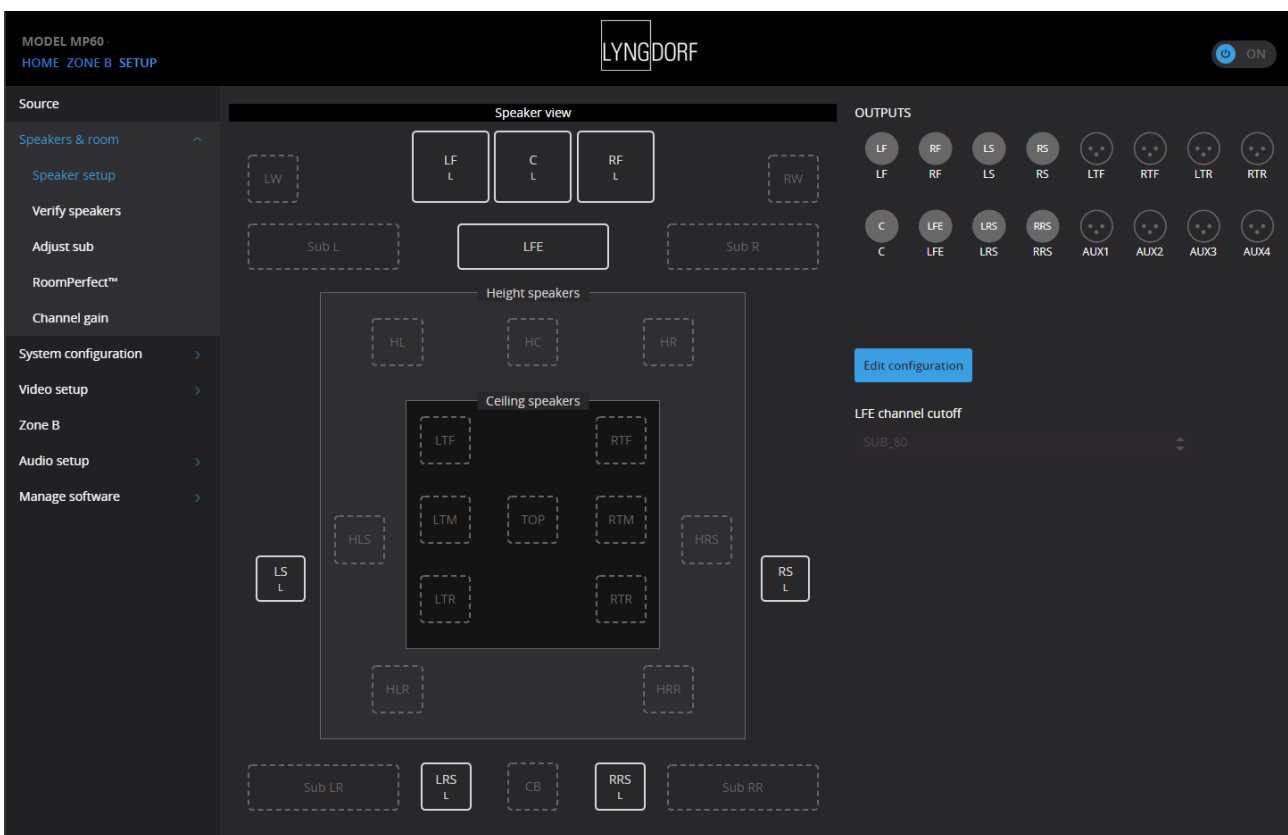 MODEL MP60
HOME ZONE B SETUP
LYNGDORF
ON
Source
Speakers & room
Speaker setup
Verify speakers
Adjust sub
RoomPerfect™
Channel gain
System configuration
Video setup
Zone B
Audio setup
Manage software
Speaker view
LF
L
C
L
RF
L
LW
RW
Sub L
LFE
Sub R
Height speakers
HL
HC
HR
Ceiling speakers
LTF
RTF
LTM
TOP
RTM
HLS
HRS
LS
L
RS
L
LTR
RTR
HLR
HRR
Sub LR
LRS
L
CB
RRS
L
Sub RR
OUTPUTS
LF
RF
LS
RS
LF
RF
LS
RS
LTF
RTF
LTR
RTR
C
LFE
LRS
RRS
C
LFE
LRS
RRS
AUX1
AUX2
AUX3
AUX4
Edit configuration
LFE channel cutoff
SUB_80